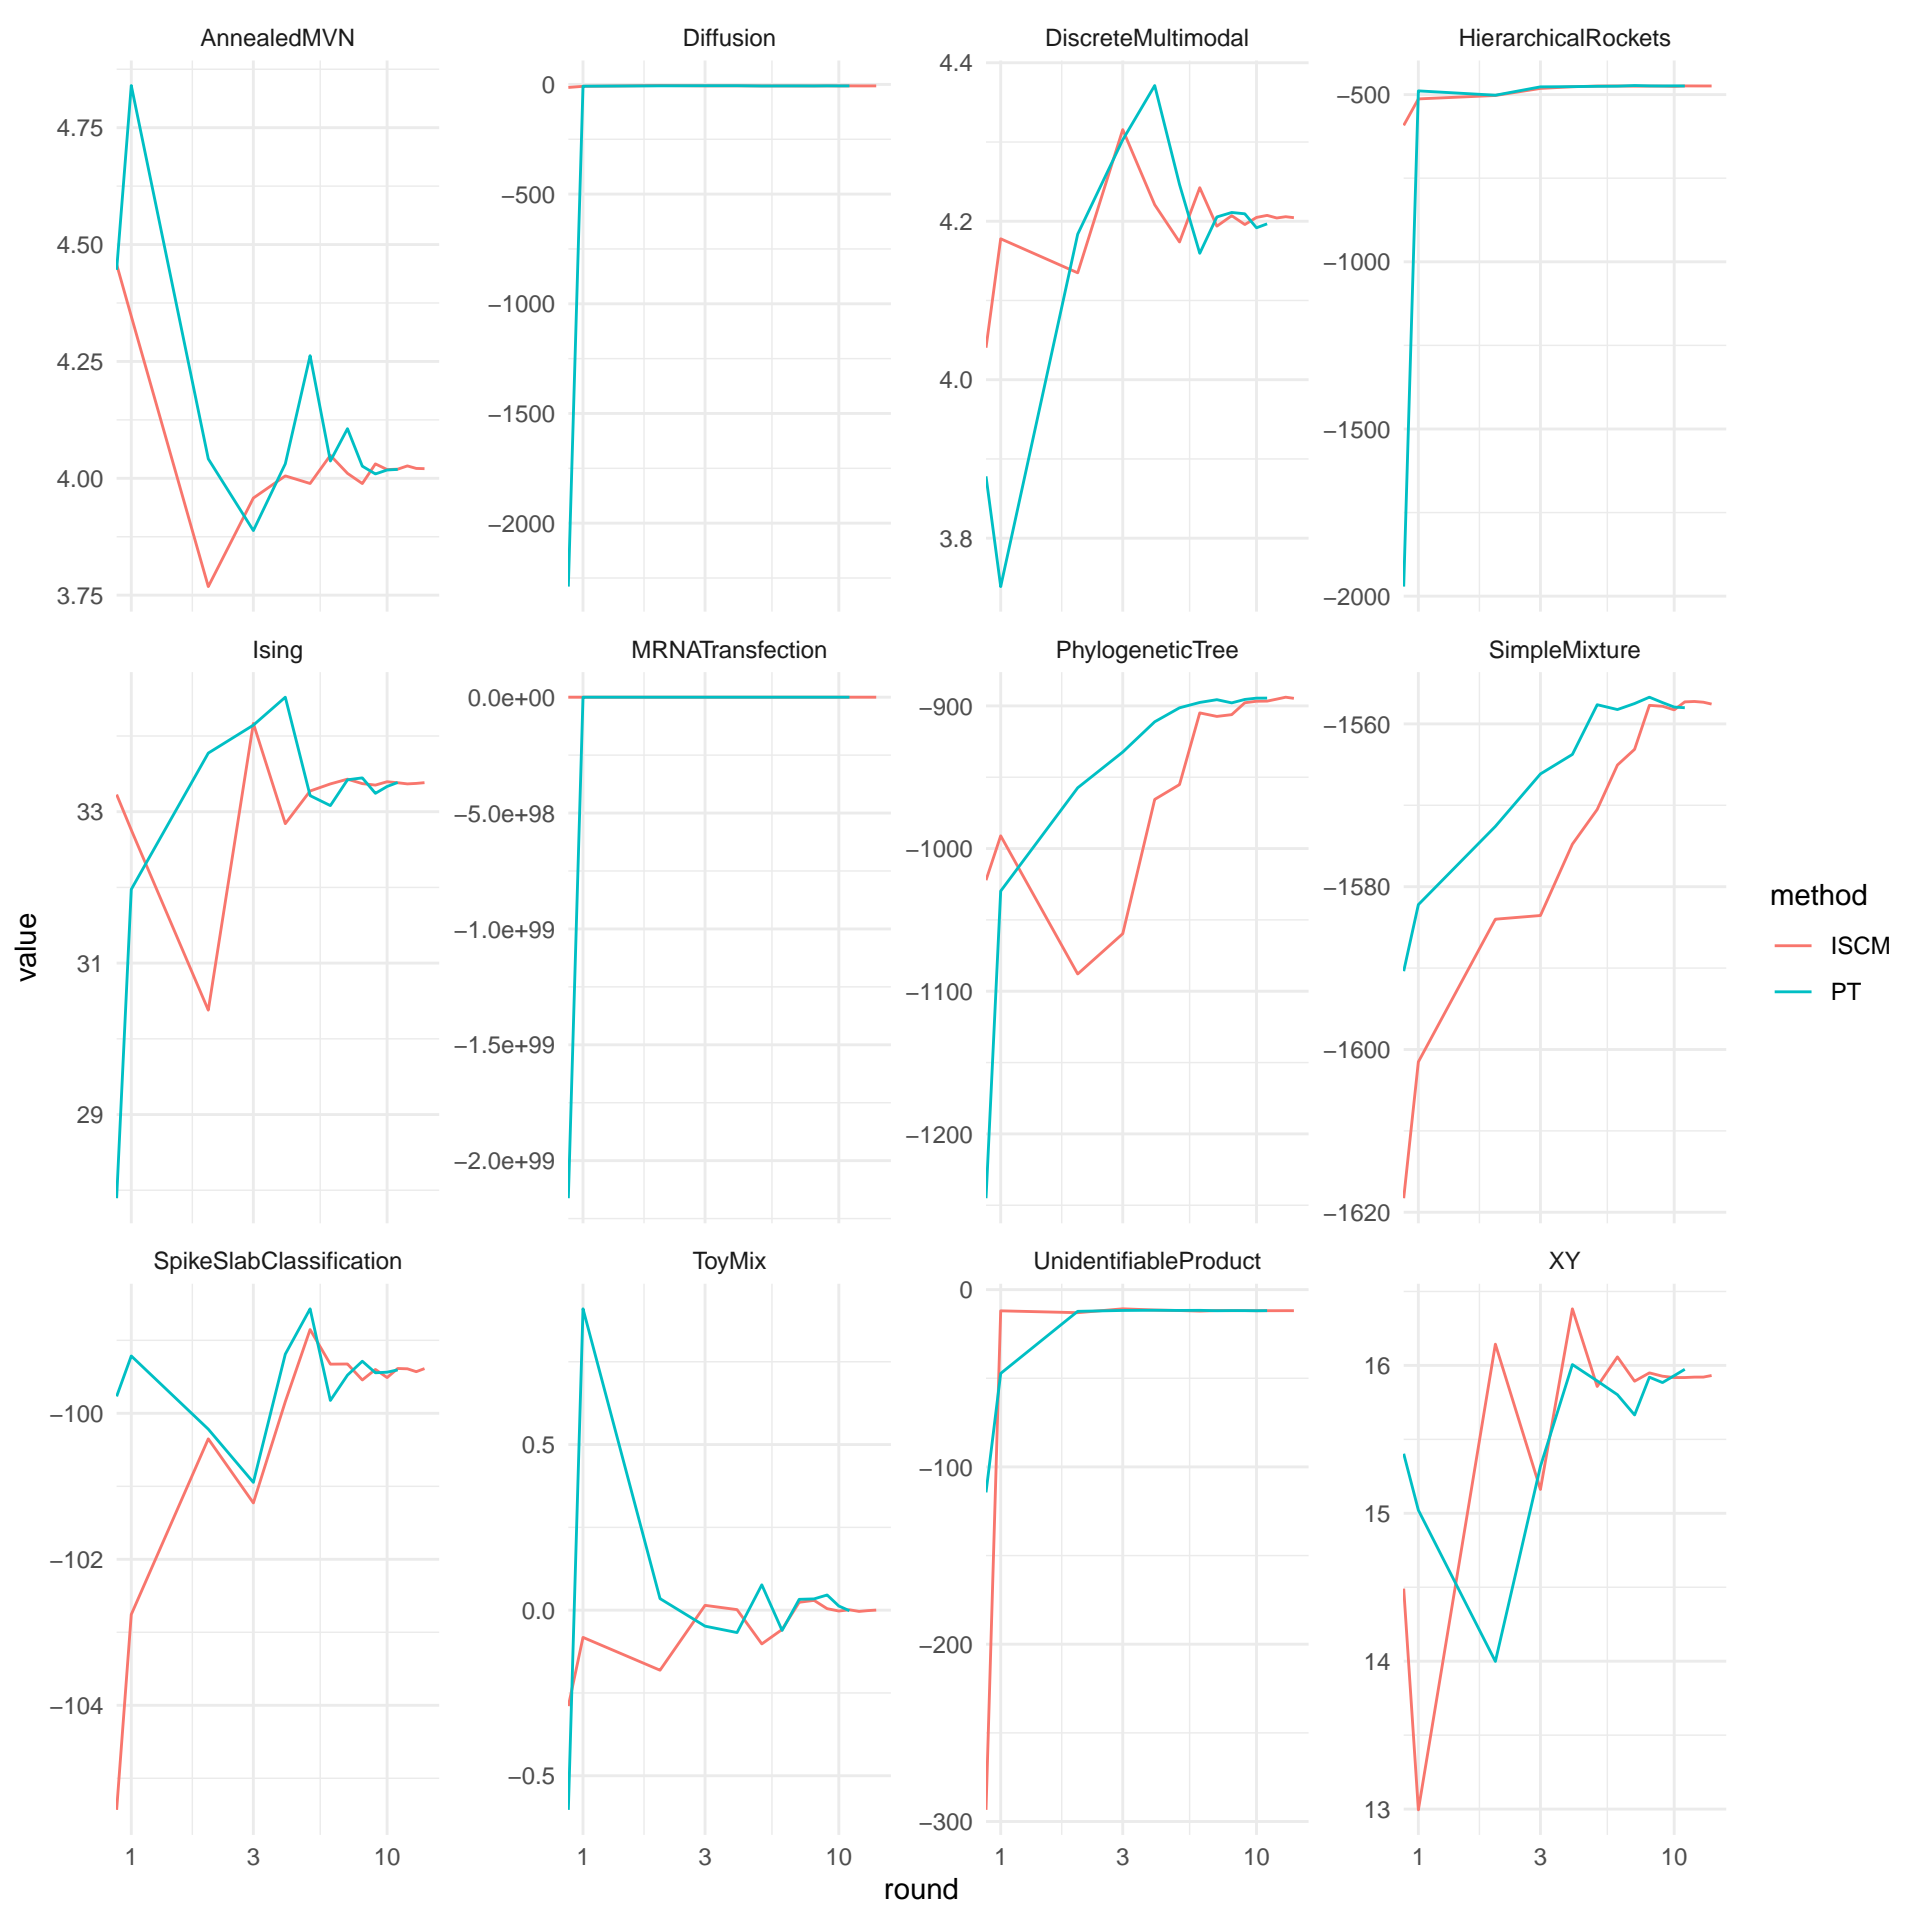 AnnealedMVN
Diffusion
DiscreteMultimodal
HierarchicalRockets
4.75
4.50
4.25
4.00
3.75
0
−500
−1000
−1500
−2000
4.4
4.2
4.0
3.8
−500
−1000
−1500
−2000
Ising
MRNATransfection
PhylogeneticTree
SimpleMixture
33
31
29
0.0e+00
−5.0e+98
−1.0e+99
−1.5e+99
−2.0e+99
−900
−1000
−1100
−1200
−1560
−1580
−1600
−1620
SpikeSlabClassification
ToyMix
UnidentifiableProduct
XY
−100
−102
−104
0.5
0.0
−0.5
0
−100
−200
−300
16
15
14
13
1 3 10
1 3 10
1 3 10
1 3 10
round
value
method
ISCM
PT